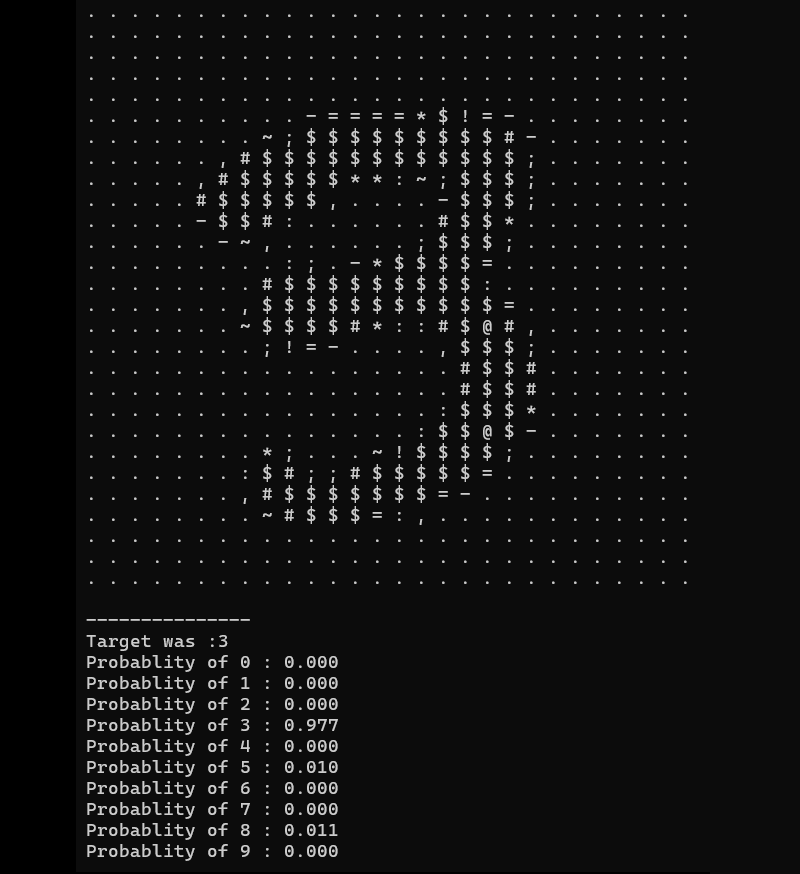 . . . . . . . . . . . . . . . . . . . . . . . . . . . .
. . . . . . . . . . . . . . . . . . . . . . . . . . . .
. . . . . . . . . . . . . . . . . . . . . . . . . . . .
. . . . . . . . . . . . . . . . . . . . . . . . . . . .
. . . . . . . . . . . . . . . . . . . . . . . . . . . .
. . . . . . . . . . - = = = = * $ ! = - . . . . . . . .
. . . . . . . . ~ ; $ $ $ $ $ $ $ $ $ # - . . . . . . .
. . . . . . , # $ $ $ $ $ $ $ $ $ $ $ $ ; . . . . . . .
. . . . . , # $ $ $ $ $ * * : ~ ; $ $ $ ; . . . . . . .
. . . . . # $ $ $ $ $ , . . . . - $ $ $ ; . . . . . . .
. . . . . - $ $ # : . . . . . . # $ $ * . . . . . . . .
. . . . . . - ~ , . . . . . . ; $ $ $ ; . . . . . . . .
. . . . . . . . . : ; . - * $ $ $ $ = . . . . . . . . .
. . . . . . . . # $ $ $ $ $ $ $ $ $ : . . . . . . . . .
. . . . . . . , $ $ $ $ $ $ $ $ $ $ $ = . . . . . . . .
. . . . . . . ~ $ $ $ $ # * : : # $ @ # , . . . . . . .
. . . . . . . . ; ! = - . . . . , $ $ $ ; . . . . . . .
. . . . . . . . . . . . . . . . . # $ $ # . . . . . . .
. . . . . . . . . . . . . . . . . # $ $ # . . . . . . .
. . . . . . . . . . . . . . . . : $ $ $ * . . . . . . .
. . . . . . . . . . . . . . . : $ $ @ $ - . . . . . . .
. . . . . . . . * ; . . . ~ ! $ $ $ $ ; . . . . . . . .
. . . . . . . : $ # ; ; # $ $ $ $ $ = . . . . . . . . .
. . . . . . . , # $ $ $ $ $ $ $ = - . . . . . . . . . .
. . . . . . . . ~ # $ $ $ = : , . . . . . . . . . . . .
. . . . . . . . . . . . . . . . . . . . . . . . . . . .
. . . . . . . . . . . . . . . . . . . . . . . . . . . .
. . . . . . . . . . . . . . . . . . . . . . . . . . . .
---------------
Target was :3
Probablity of 0 : 0.000
Probablity of 1 : 0.000
Probablity of 2 : 0.000
Probablity of 3 : 0.977
Probablity of 4 : 0.000
Probablity of 5 : 0.010
Probablity of 6 : 0.000
Probablity of 7 : 0.000
Probablity of 8 : 0.011
Probablity of 9 : 0.000